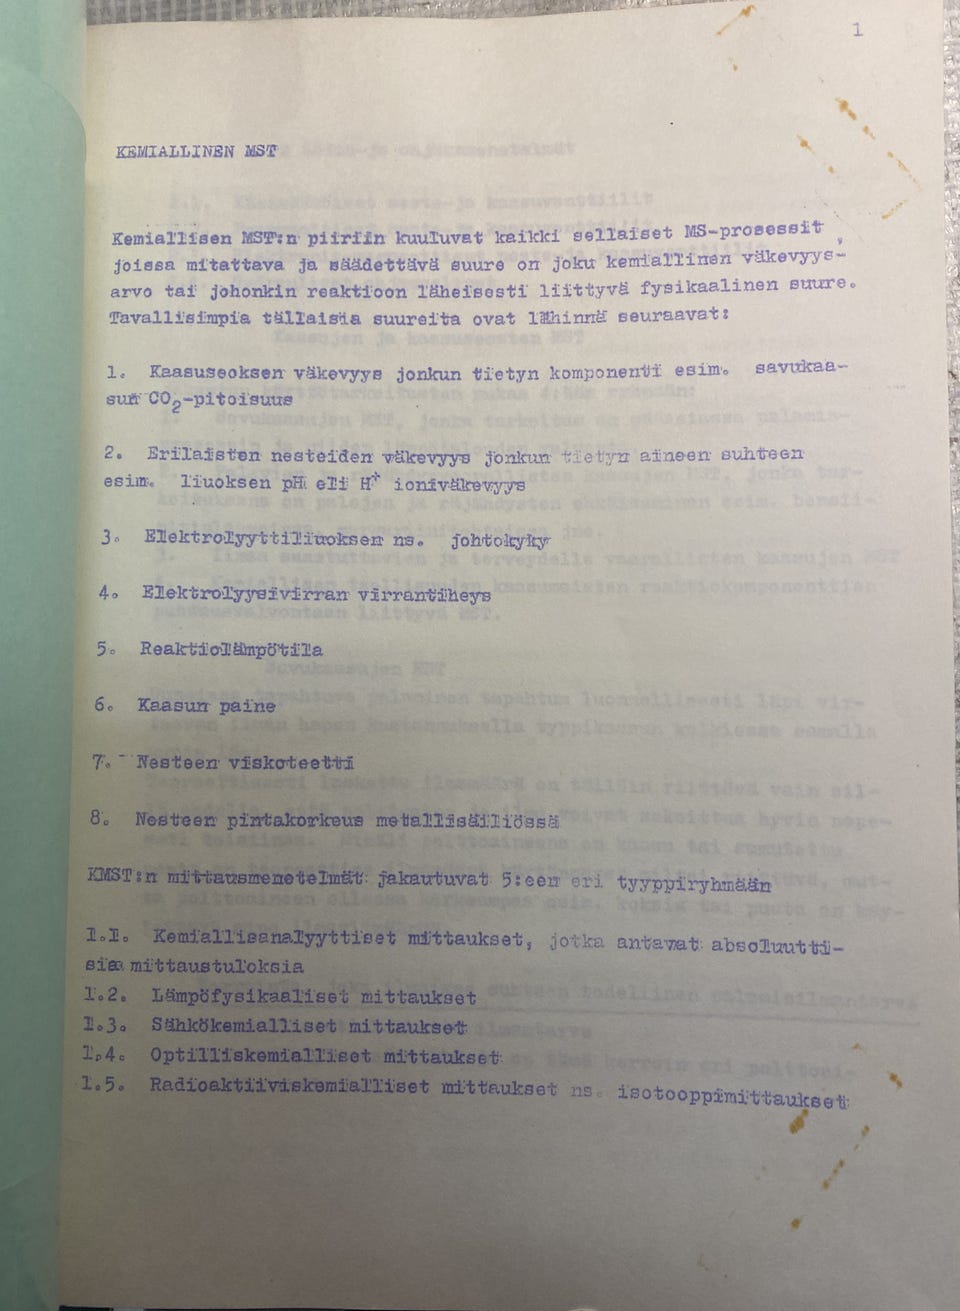 1
KEMIALLINEN MST
Kemiallisen MST:n piiriin kuuluvat kaikki sellaiset MS-prosessit,
joissa mitattava ja säädettävä suure on joku kemiallinen väkevyys-
arvo tai johonkin reaktioon läheisesti liittyvä fysikaalinen suure.
Tavallisimpia tällaisia suureita ovat lähinnä seuraavat:
1. Kaasuseoksen väkevyys jonkun tietyn komponenti esim. savukaa-
sun CO₂-pitoisuus
2. Erilaisten nesteiden väkevyys jonkun tietyn aineen suhteen
esim. liuoksen pH eli H⁺ ioniväkevyys
3. Elektrolyyttiliuoksen ns. johtokyky
4. Elektrolyysivirran virrantiheys
5. Reaktiolämpötila
6. Kaasun paine
7. Nesteen viskoteetti
8. Nesteen pintakorkeus metallisäiliössä
KMST:n mittausmenetelmät jakautuvat 5:een eri tyyppiryhmään
1.1. Kemiallisanalyyttiset mittaukset, jotka antavat absoluutti-
sia mittaustuloksia
1.2. Lämpöfysikaaliset mittaukset
1.3. Sähkökemialliset mittaukset
1.4. Optilliskemialliset mittaukset
1.5. Radioaktiiviskemialliset mittaukset ns. isotooppimittaukset